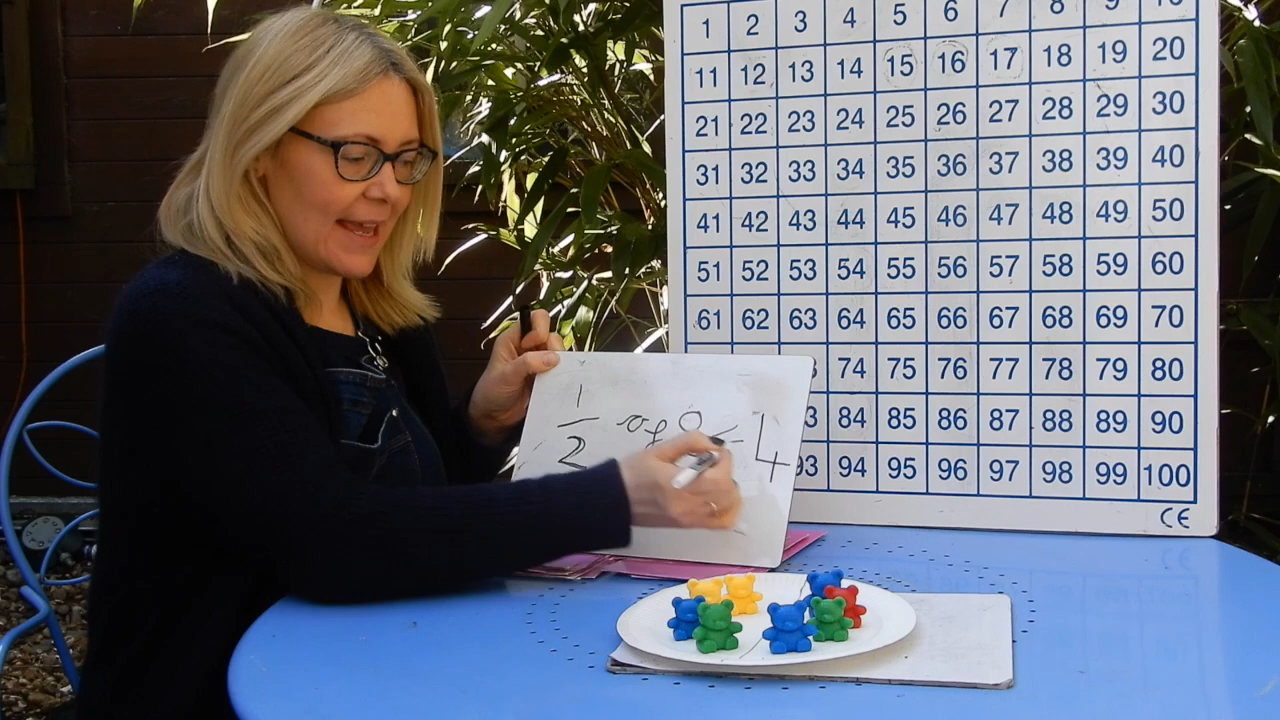 1 2 3 4 5 6 7 8 9 10
11 12 13 14 15 16 17 18 19 20
21 22 23 24 25 26 27 28 29 30
31 32 33 34 35 36 37 38 39 40
41 42 43 44 45 46 47 48 49 50
51 52 53 54 55 56 57 58 59 60
61 62 63 64 65 66 67 68 69 70
74 75 76 77 78 79 80
84 85 86 87 88 89 90
93 94 95 96 97 98 99 100
CE
1
2
of
4